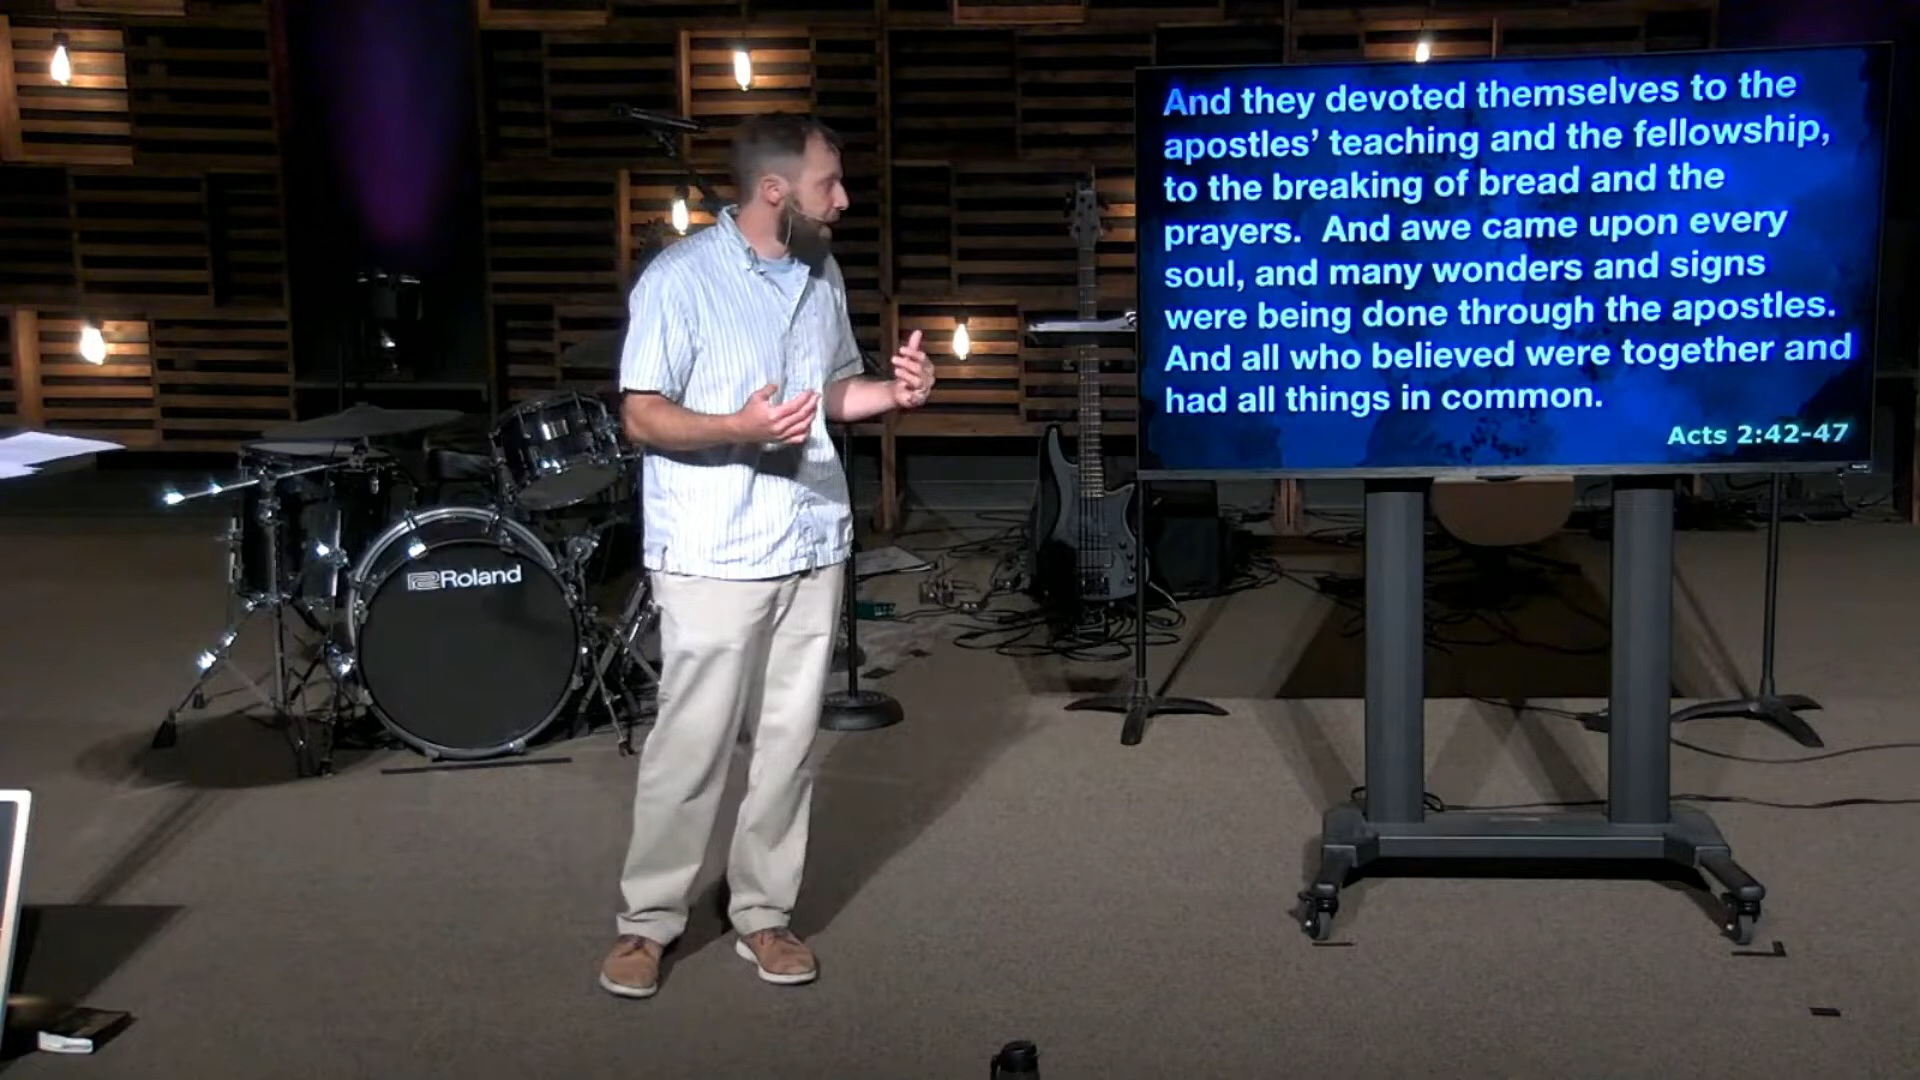 And they devoted themselves to the
apostles’ teaching and the fellowship,
to the breaking of bread and the
prayers.  And awe came upon every
soul, and many wonders and signs
were being done through the apostles.
And all who believed were together and
had all things in common.
Acts 2:42-47
Roland